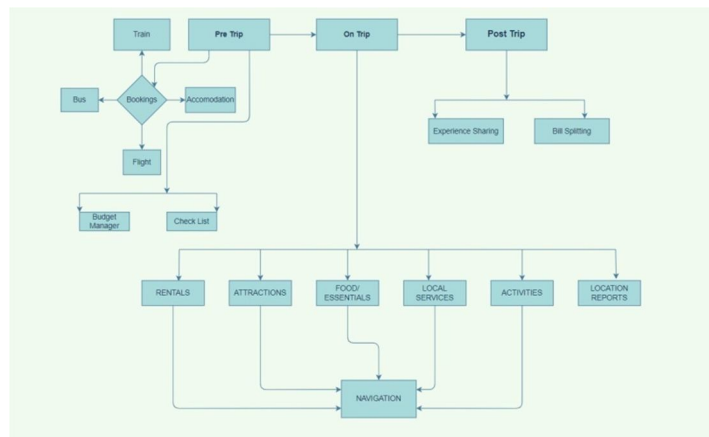 Train
Pre Trip
On Trip
Post Trip
Bus
Bookings
Accomodation
Experience Sharing
Bill Splitting
Flight
Budget
Manager
Check List
RENTALS
ATTRACTIONS
FOOD/
ESSENTIALS
LOCAL
SERVICES
ACTIVITIES
LOCATION
REPORTS
NAVIGATION